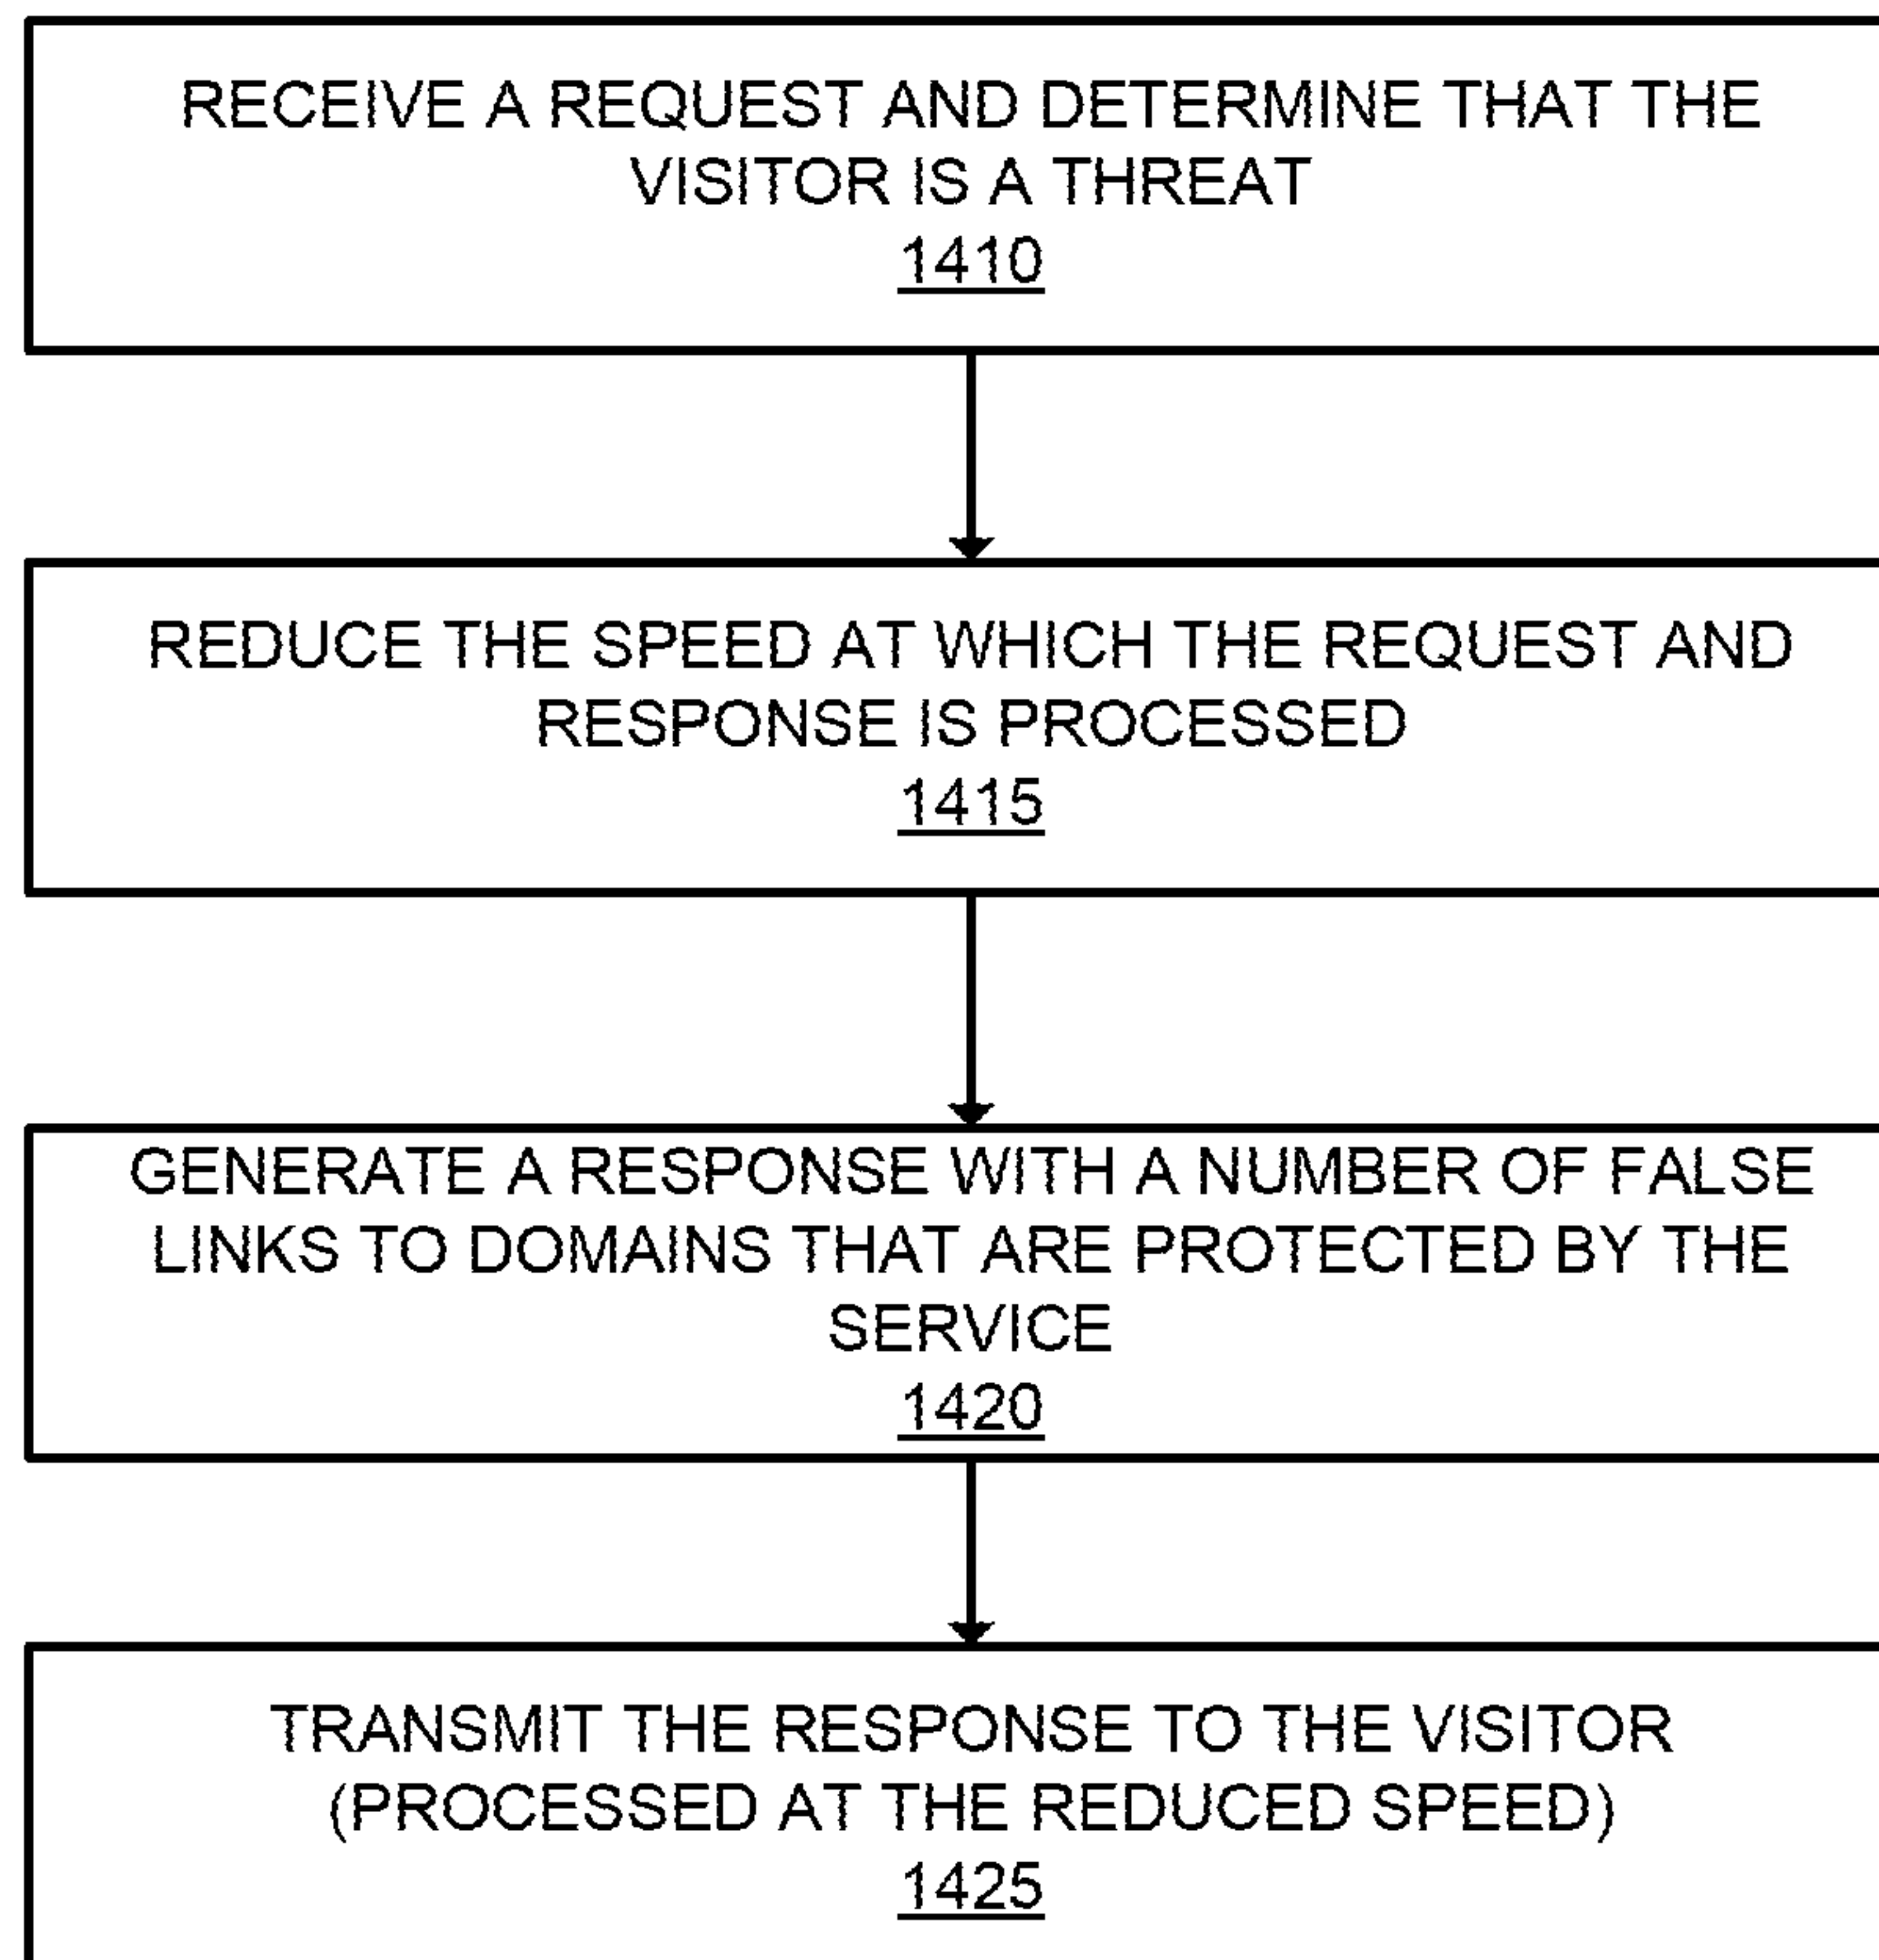 RECEIVE A REQUEST AND DETERMINE THAT THE
VISITOR IS A THREAT
1410
REDUCE THE SPEED AT WHICH THE REQUEST AND
RESPONSE IS PROCESSED
1415
GENERATE A RESPONSE WITH A NUMBER OF FALSE
LINKS TO DOMAINS THAT ARE PROTECTED BY THE
SERVICE
1420
TRANSMIT THE RESPONSE TO THE VISITOR
(PROCESSED AT THE REDUCED SPEED)
1425